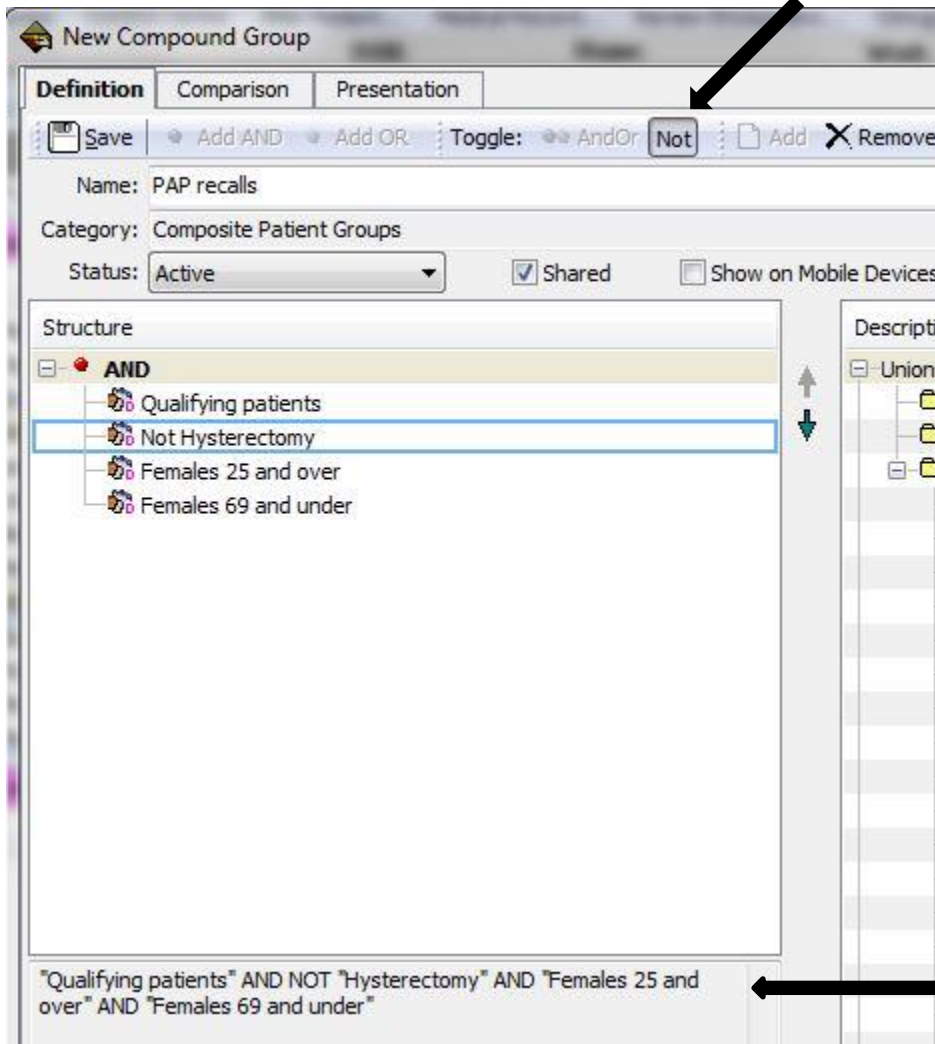 New Compound Group
Definition Comparison Presentation
Save Add AND Add OR Toggle: AndOr Not Add Remove
Name: PAP recalls
Category: Composite Patient Groups
Status: Active Shared Show on Mobile Devices
Structure
AND
Qualifying patients
Not Hysterectomy
Females 25 and over
Females 69 and under
"Qualifying patients" AND NOT "Hysterectomy" AND "Females 25 and
over" AND "Females 69 and under"
Descripti
Union